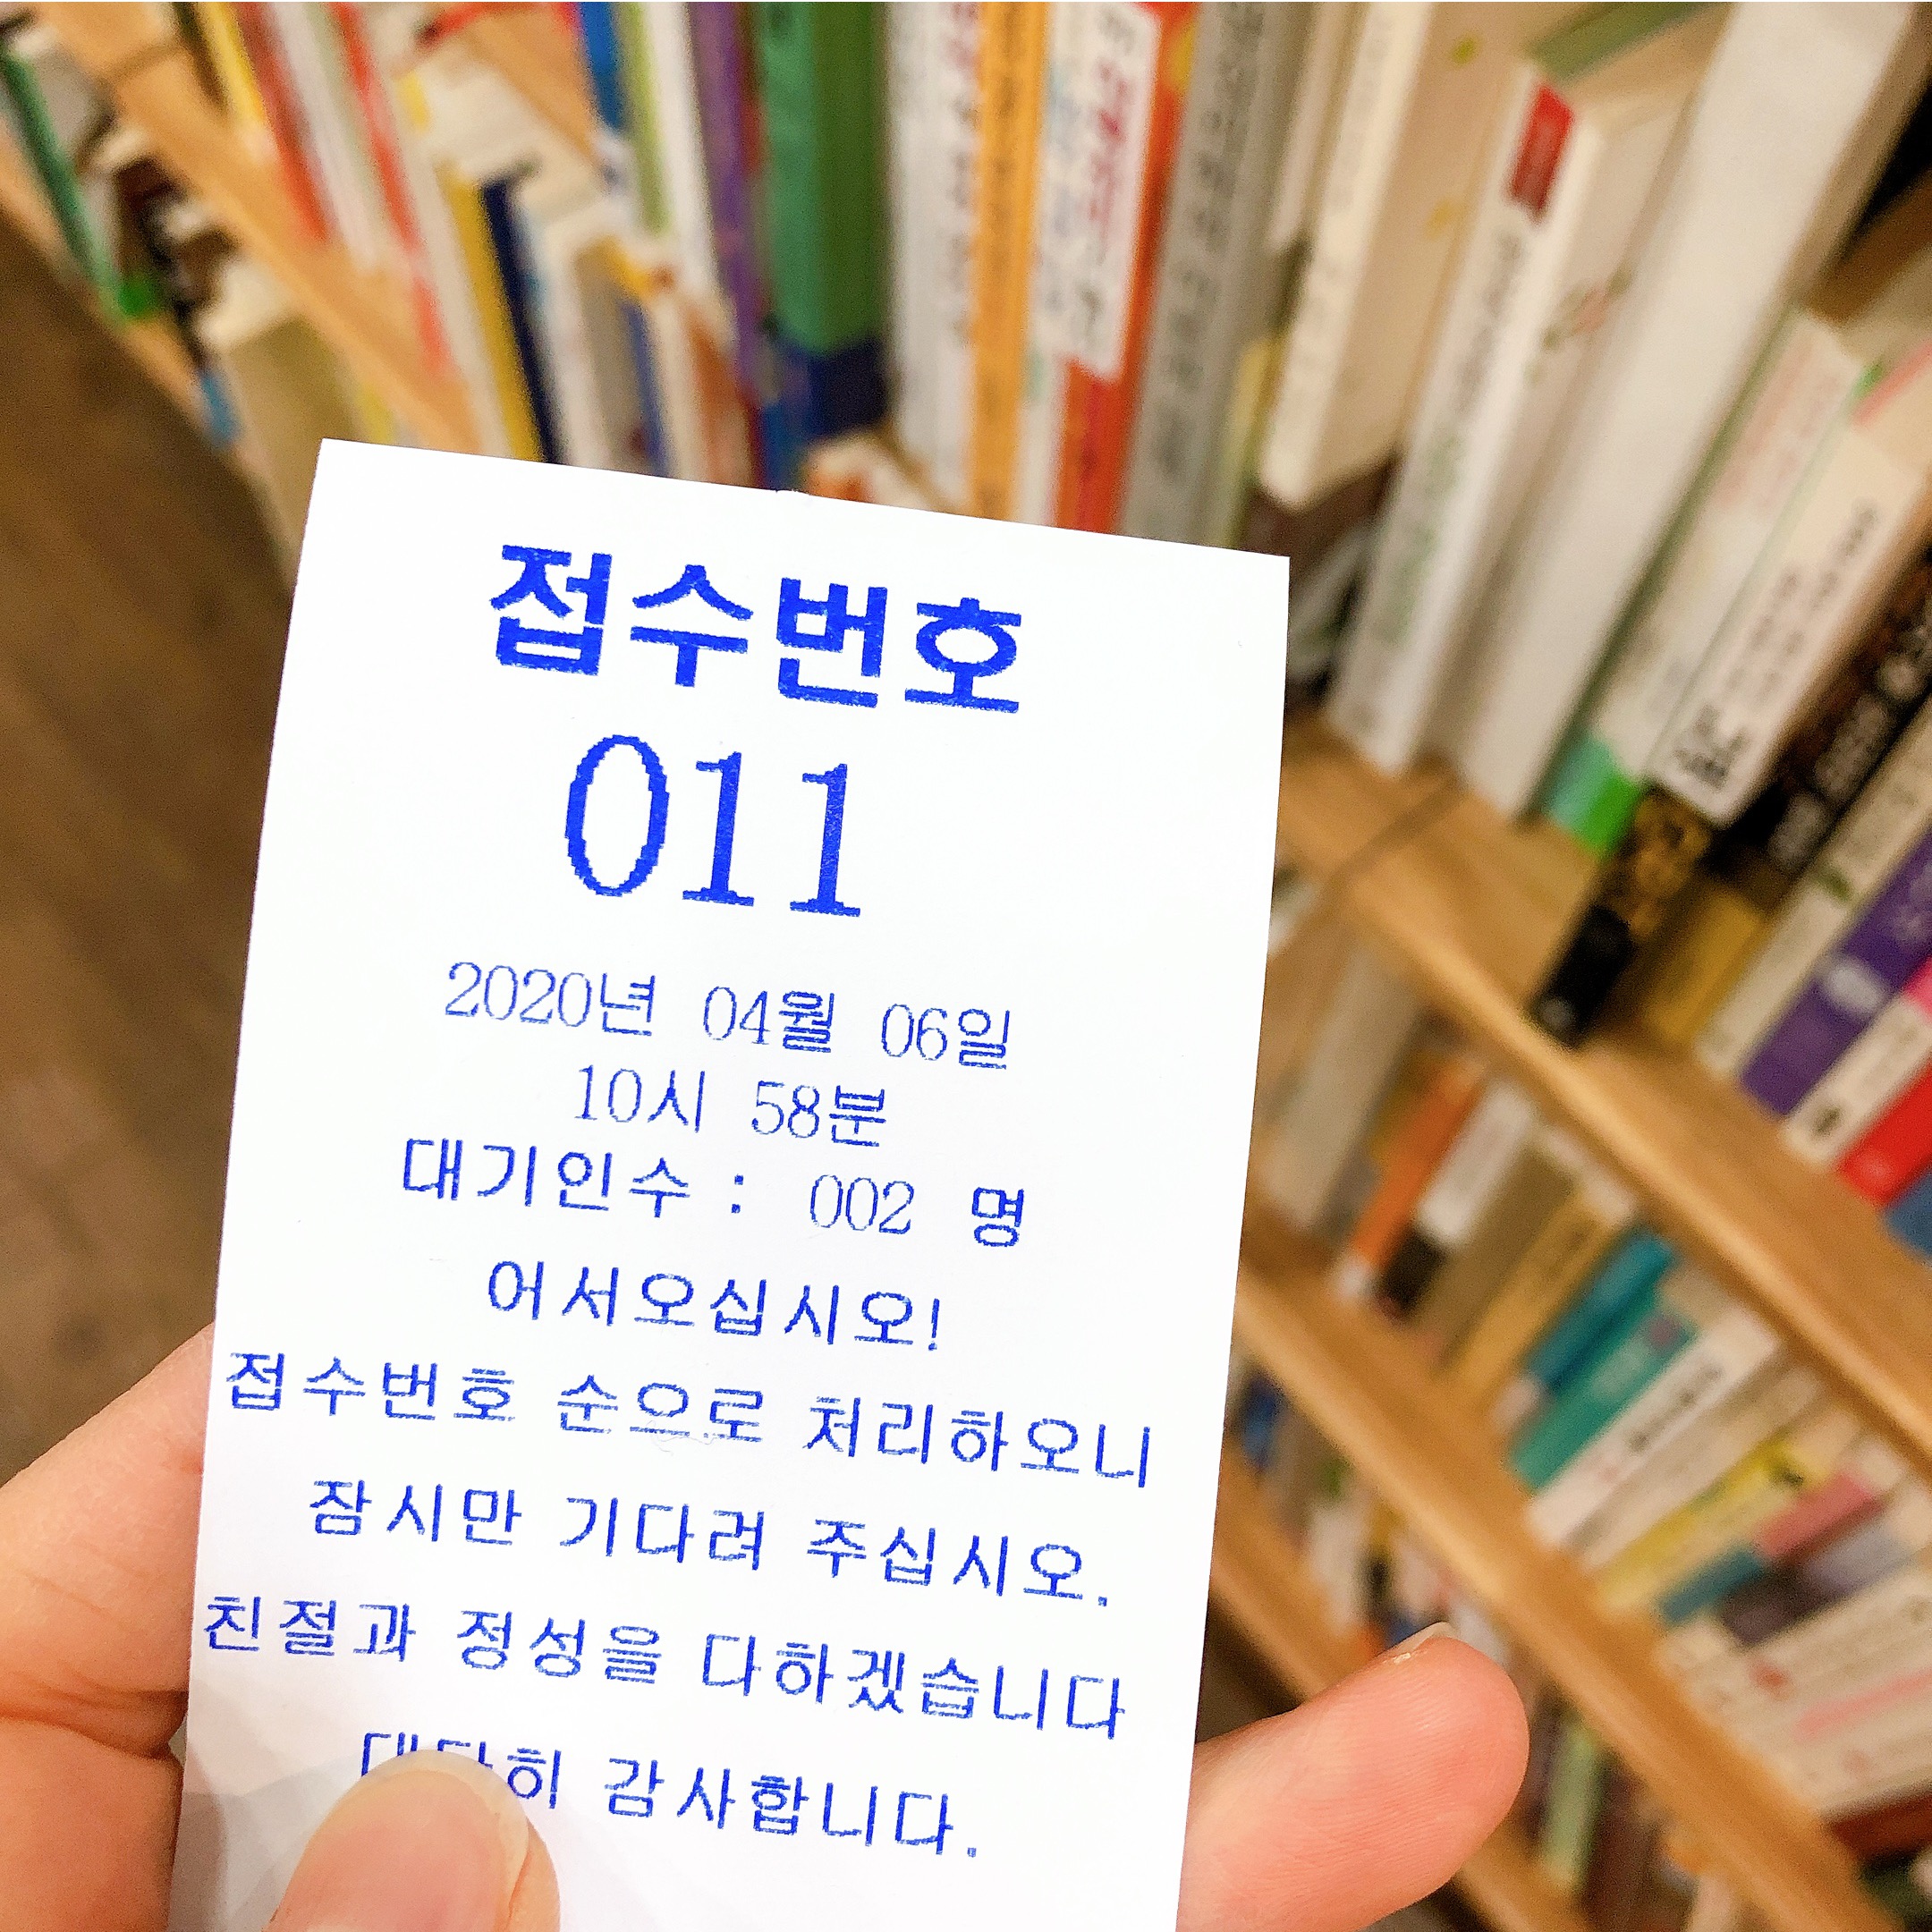 접수번호
011
2020년 04월 06일
10시 58분
대기인수 : 002 명
어서오십시오!
접수번호 순으로 처리하오니
잠시만 기다려 주십시오.
친절과 정성을 다하겠습니다
대단히 감사합니다.